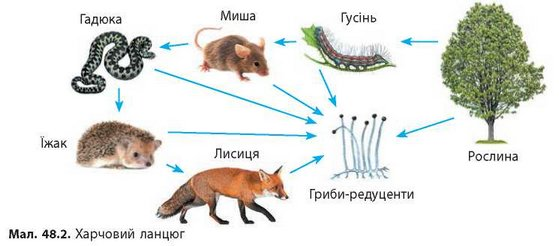 Гадюка
Миша
Гусінь
Їжак
Лисиця
Гриби-редуценти
Рослина
Мал. 48.2. Харчовий ланцюг